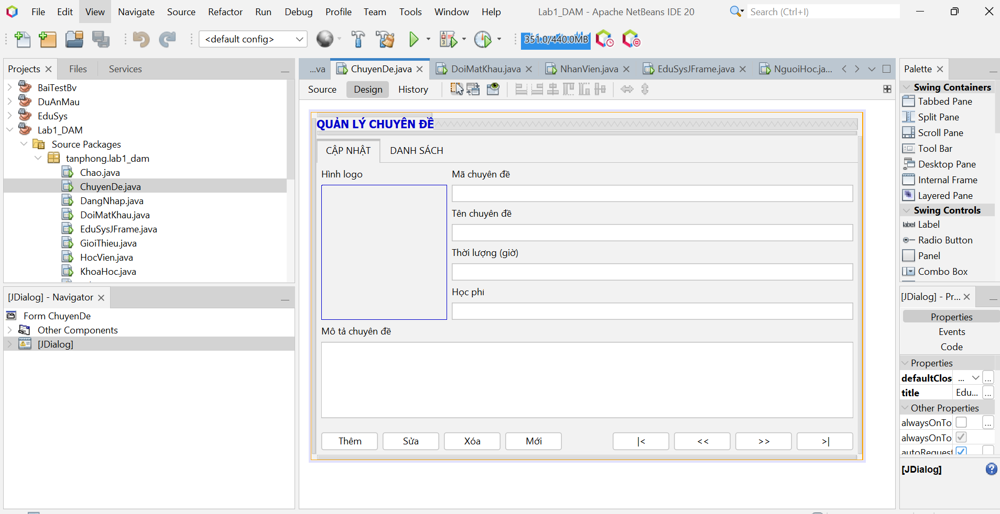 File Edit View Navigate Source Refactor Run Debug Profile Team Tools Window Help Lab1_DAM - Apache NetBeans IDE 20 Search (Ctrl+I)
<default config> 351.0/440.0MB
Projects Files Services
BaiTestBv
DuAnMau
EduSys
Lab1_DAM
Source Packages
tanphong.lab1_dam
Chao.java
ChuyenDe.java
DangNhap.java
DoiMatKhau.java
EduSysJFrame.java
GioiThieu.java
HocVien.java
KhoaHoc.java
[JDialog] - Navigator
Form ChuyenDe
Other Components
[JDialog]
...va ChuyenDe.java DoiMatKhau.java NhanVien.java EduSysJFrame.java NguoiHoc.ja...
Source Design History
QUẢN LÝ CHUYÊN ĐỀ
CẬP NHẬT DANH SÁCH
Hình logo
Mã chuyên đề
Tên chuyên đề
Thời lượng (giờ)
Học phí
Mô tả chuyên đề
Thêm Sửa Xóa Mới |< << >> >|
Palette
Swing Containers
Tabbed Pane
Split Pane
Scroll Pane
Tool Bar
Desktop Pane
Internal Frame
Layered Pane
Swing Controls
label Label
Radio Button
Panel
Combo Box
[JDialog] - Pr...
Properties
Events
Code
Properties
defaultClos ... ...
title Edu... ...
Other Properties
alwaysOnTo ...
alwaysOnTo
autoRequest
[JDialog]